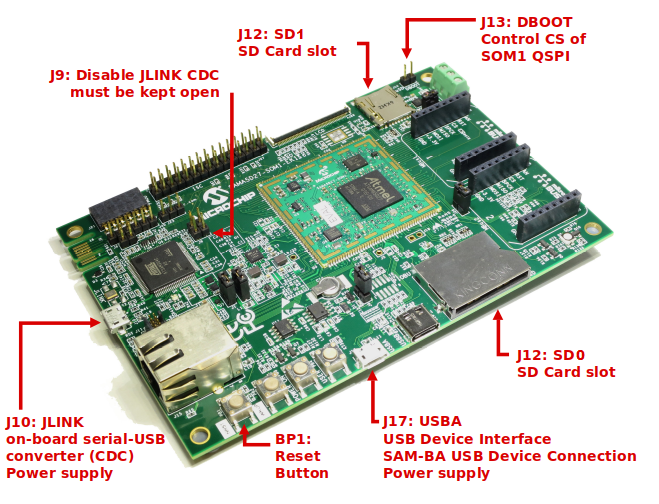 J12: SD1
SD Card slot
J13: DBOOT
Control CS of
SOM1 QSPI
J9: Disable JLINK CDC
must be kept open
MICROCHIP
Atmel
J12: SD0
SD Card slot
J10: JLINK
on-board serial-USB
converter (CDC)
Power supply
BP1:
Reset
Button
J17: USBA
USB Device Interface
SAM-BA USB Device Connection
Power supply